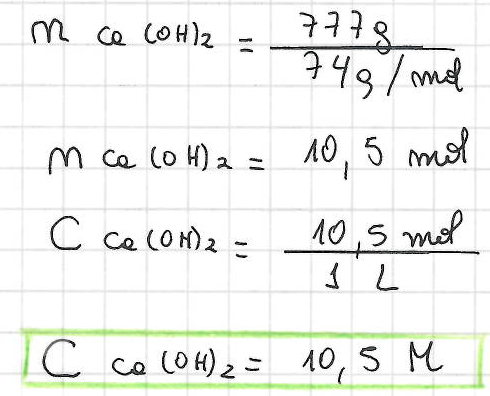 n Ca (OH)₂ = 777g / 74g/mol
n Ca (OH)₂ = 10,5 mol
C Ca (OH)₂ = 10,5 mol / 1 L
C Ca (OH)₂ = 10,5 M